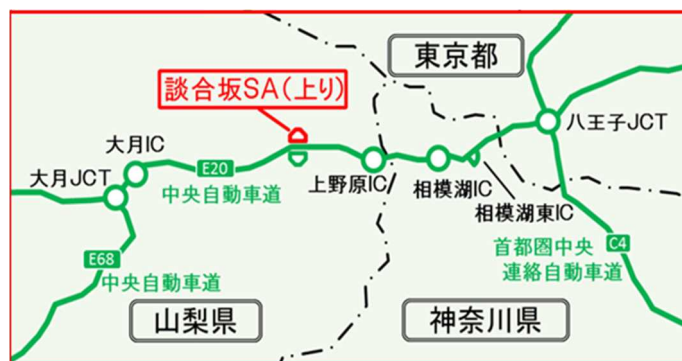 東京都
談合坂SA(上り)
八王子JCT
大月IC
大月JCT
E20
中央自動車道
上野原IC
相模湖IC
相模湖東IC
首都圏中央
連絡自動車道
C4
E68
中央自動車道
山梨県
神奈川県